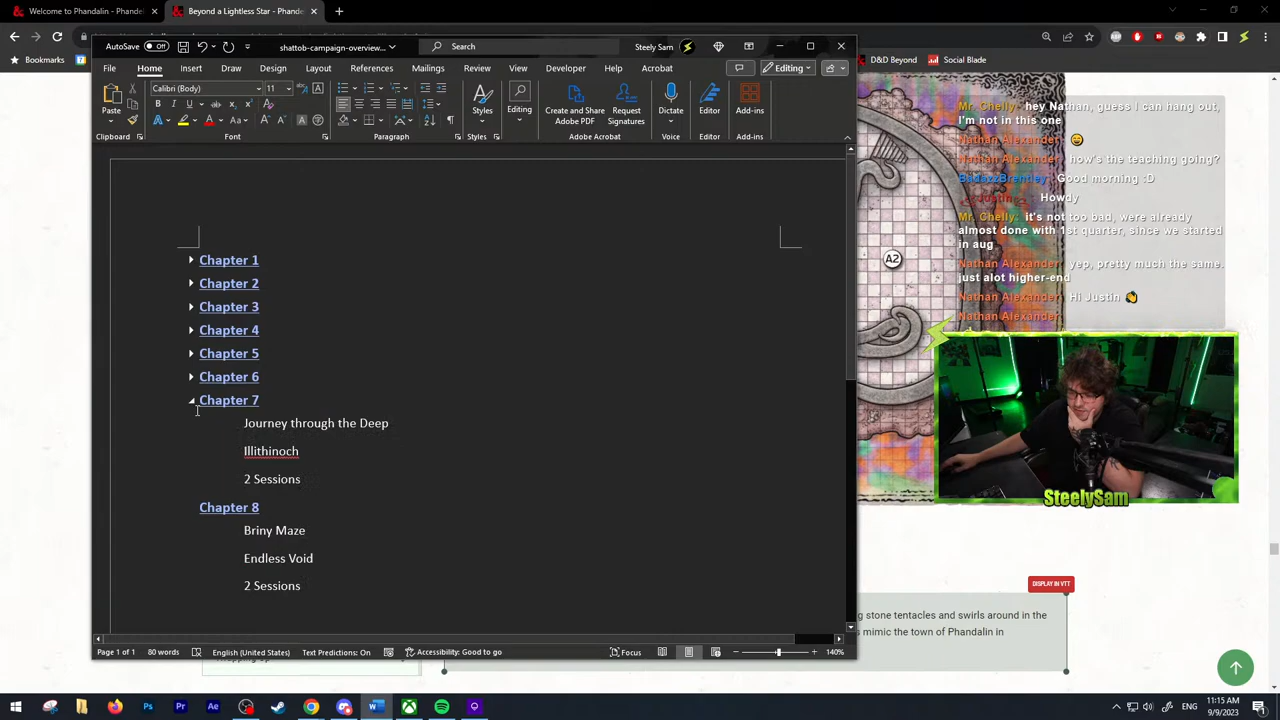 Welcome to Phandalin - Phandel
Beyond a Lightless Star - Phande
Bookmarks
D&D Beyond
Social Blade
AutoSave
Off
shattob-campaign-overview...
Search
Steely Sam
File
Home
Insert
Draw
Design
Layout
References
Mailings
Review
View
Developer
Help
Acrobat
Editing
Paste
Calibri (Body)
11
Styles
Editing
Create and Share Adobe PDF
Request Signatures
Dictate
Editor
Add-ins
Clipboard
Font
Paragraph
Styles
Adobe Acrobat
Voice
Editor
Add-ins
Chapter 1
Chapter 2
Chapter 3
Chapter 4
Chapter 5
Chapter 6
Chapter 7
Journey through the Deep
Illithinoch
2 Sessions
Chapter 8
Briny Maze
Endless Void
2 Sessions
Page 1 of 1
80 words
English (United States)
Text Predictions: On
Accessibility: Good to go
Focus
140%
A2
Mr. Chelly: hey Nathan, guess I can hang out,
I'm not in this one
Nathan Alexander: 😄
Nathan Alexander: how's the teaching going?
BadazzBrentley: Good morning :D
Justin: Howdy
Mr. Chelly: it's not too bad, were already
almost done with 1st quarter, since we started
in aug
Nathan Alexander: yep, pretty much the same.
just alot higher-end
Nathan Alexander: Hi Justin 👋
Nathan Alexander:
SteelySam
DISPLAY IN VTT
g stone tentacles and swirls around in the
s mimic the town of Phandalin in
11:15 AM
9/9/2023